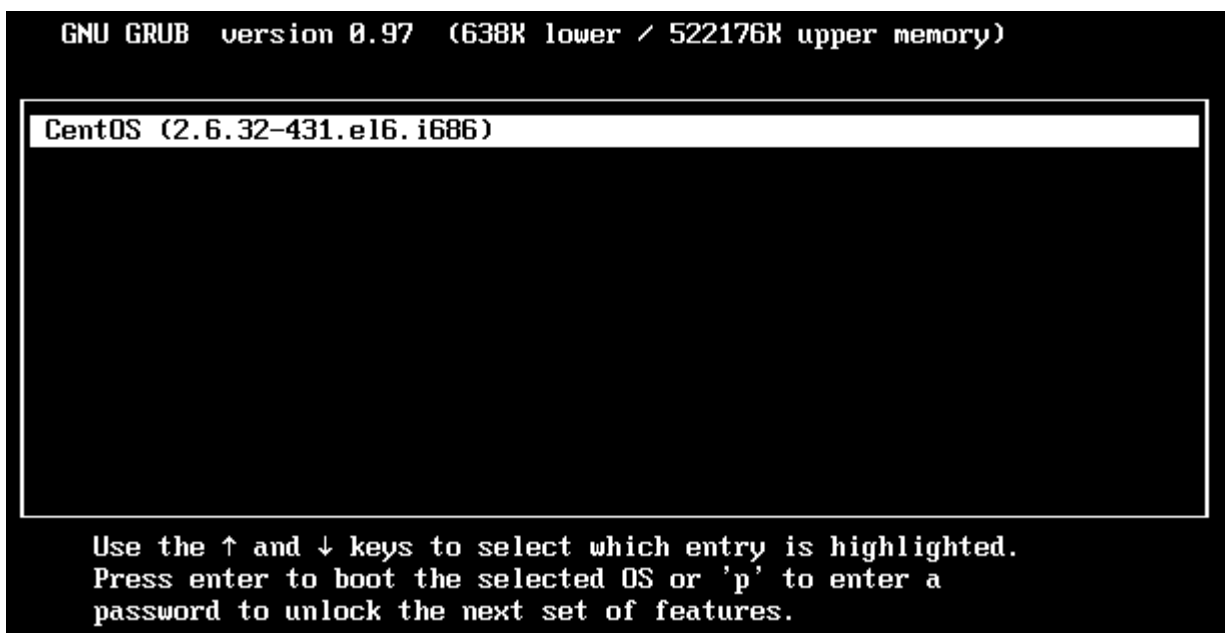 GNU GRUB version 0.97 (638K lower / 522176K upper memory)
CentOS (2.6.32-431.el6.i686)
Use the ↑ and ↓ keys to select which entry is highlighted.
Press enter to boot the selected OS or 'p' to enter a
password to unlock the next set of features.